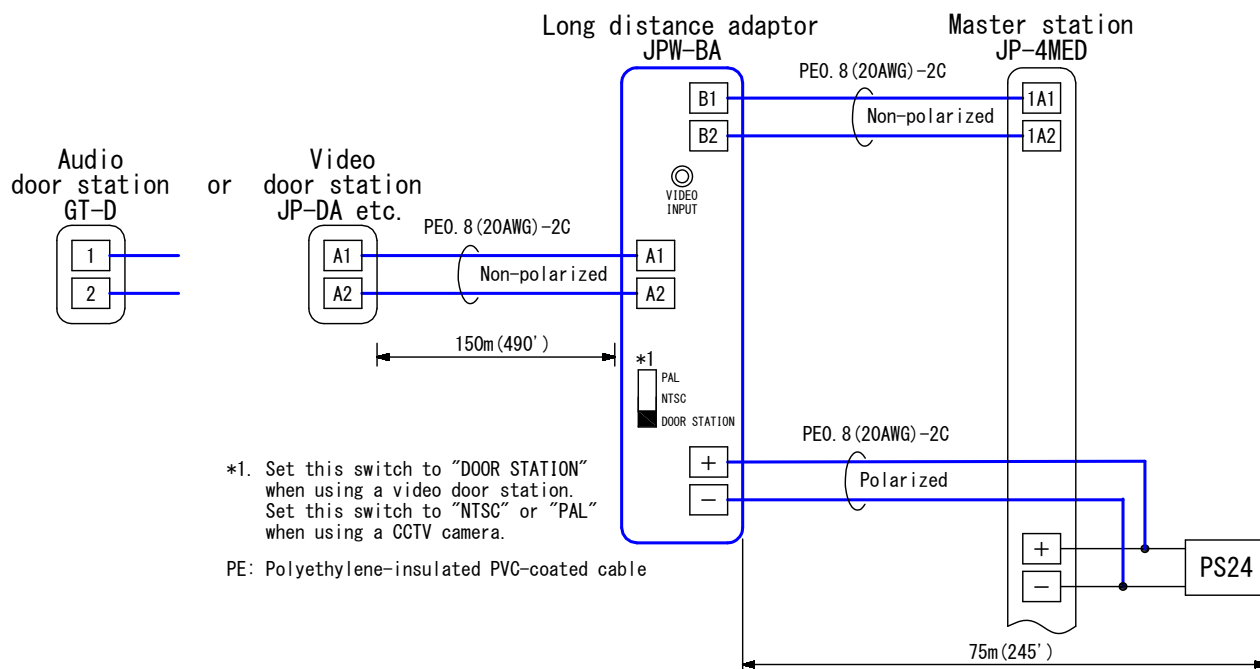 Long distance adaptor
JPW-BA
Master station
JP-4MED
PE0.8(20AWG)-2C
B1
1A1
Non-polarized
B2
1A2
VIDEO
INPUT
Audio
door station
GT-D
or
Video
door station
JP-DA etc.
PE0.8(20AWG)-2C
1
A1
A1
Non-polarized
2
A2
A2
150m(490')
*1
PAL
NTSC
DOOR STATION
PE0.8(20AWG)-2C
+
Polarized
−
*1. Set this switch to "DOOR STATION"
when using a video door station.
Set this switch to "NTSC" or "PAL"
when using a CCTV camera.
PE: Polyethylene-insulated PVC-coated cable
+
−
PS24
75m(245')